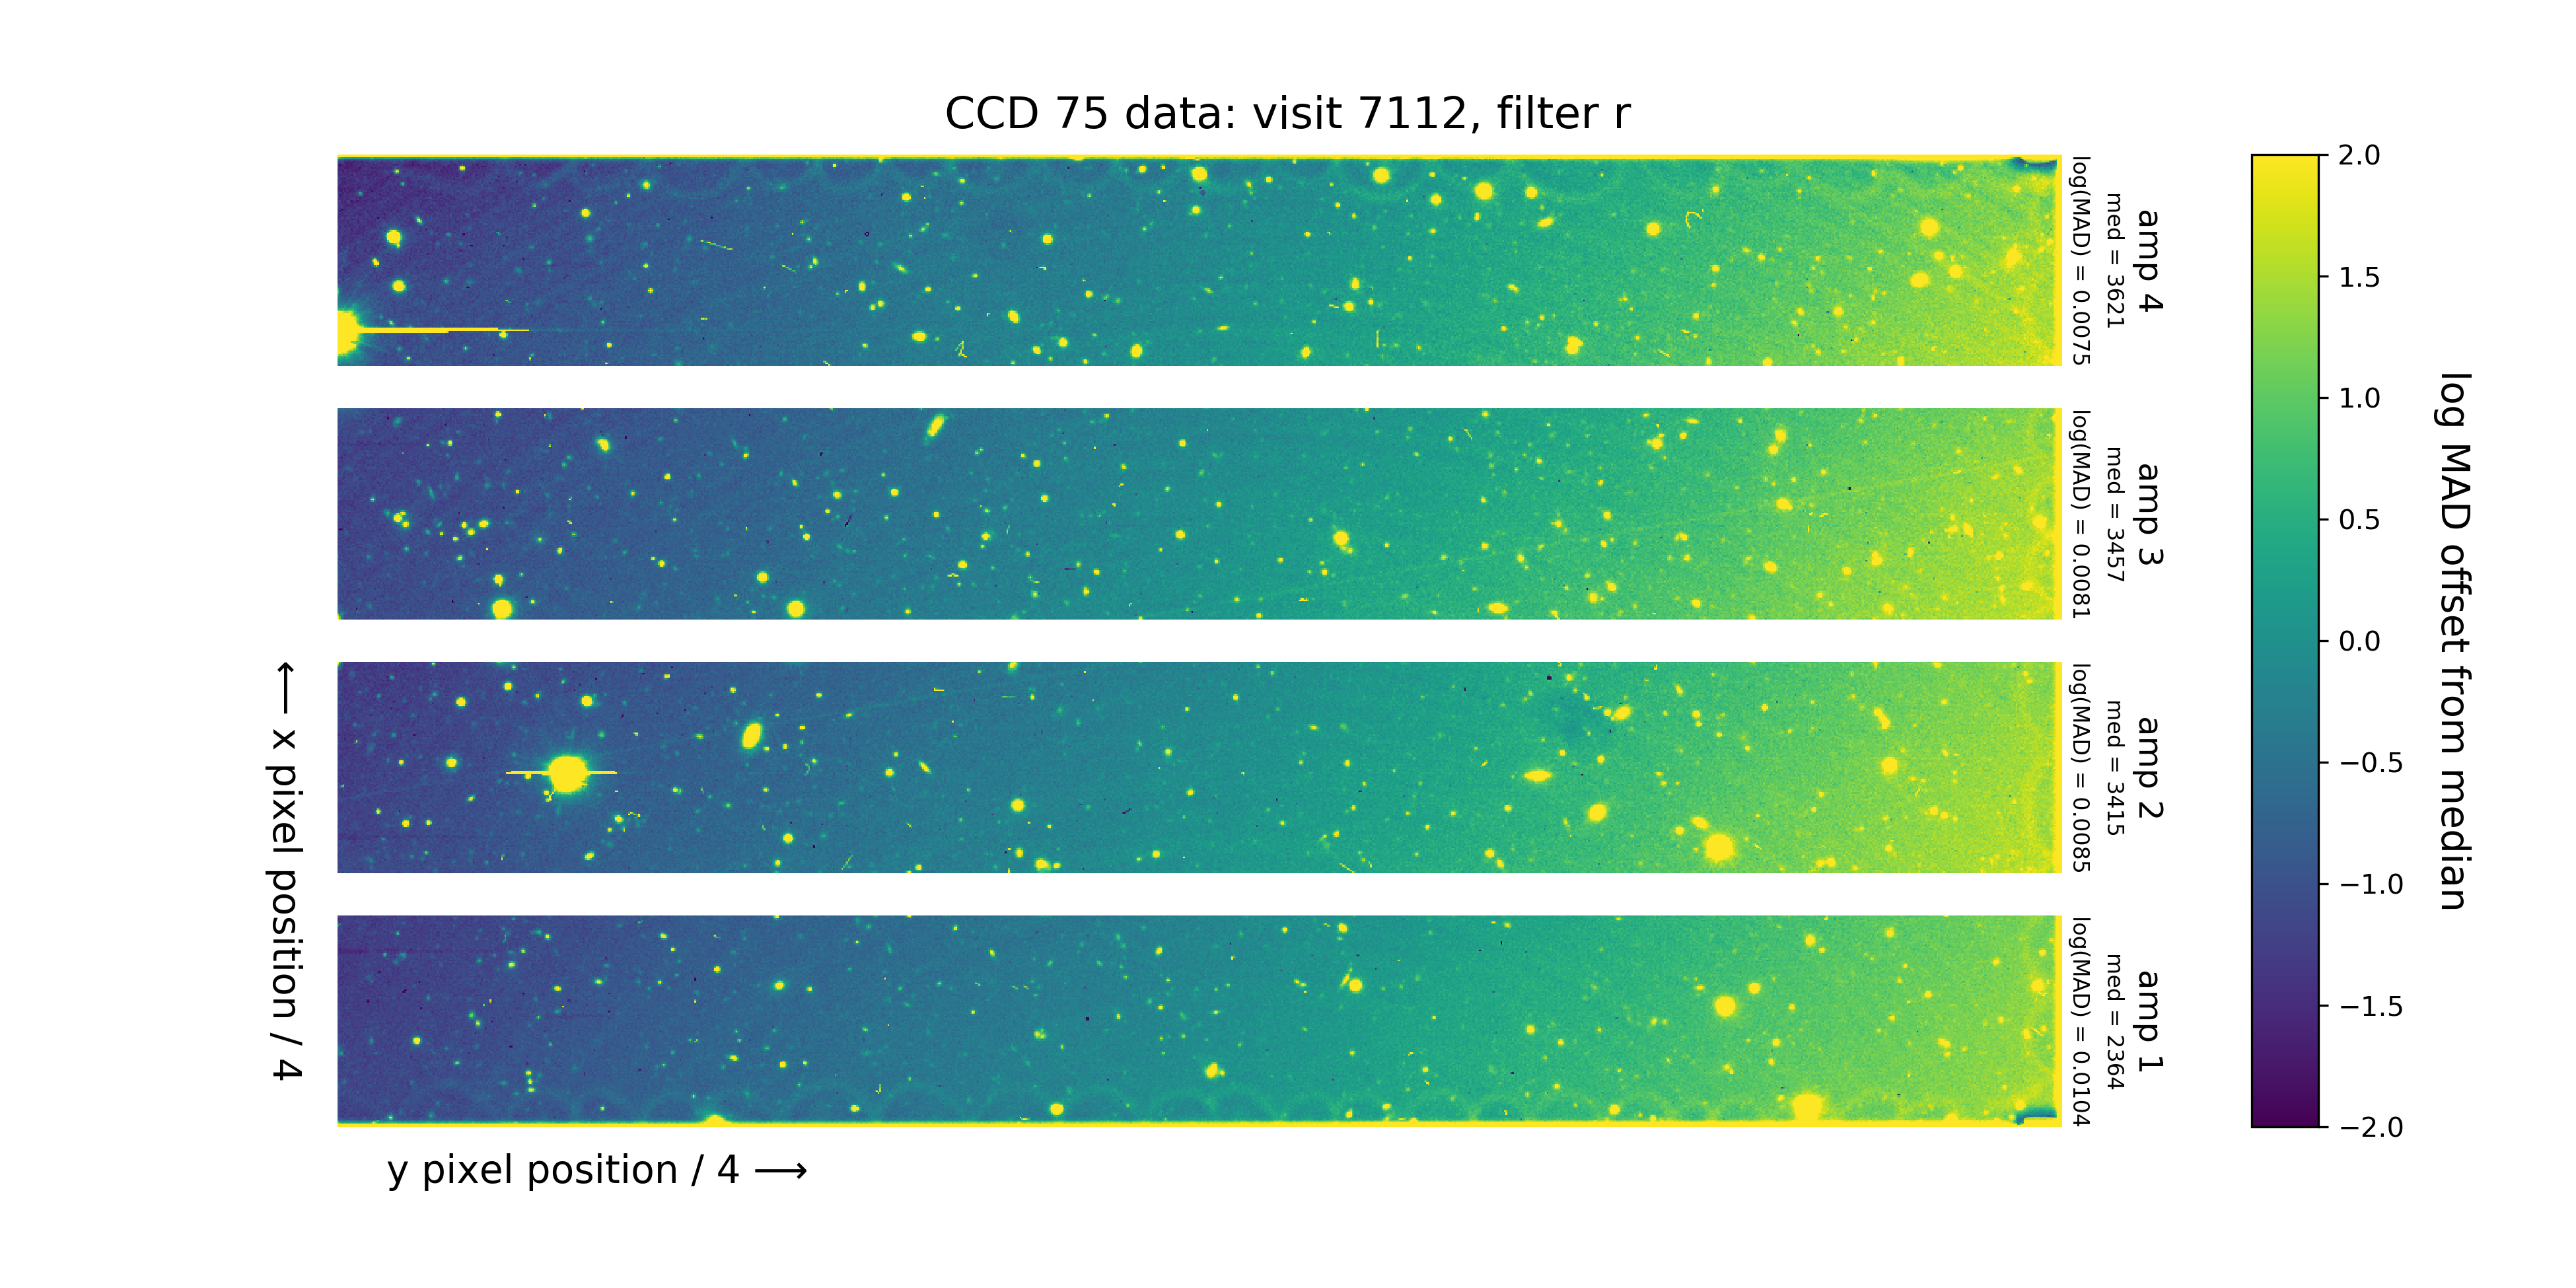 CCD 75 data: visit 7112, filter r
amp 4
med = 3621
log(MAD) = 0.0075
amp 3
med = 3457
log(MAD) = 0.0081
amp 2
med = 3415
log(MAD) = 0.0085
amp 1
med = 2364
log(MAD) = 0.0104
⟵ x pixel position / 4
y pixel position / 4 ⟶
2.0
1.5
1.0
0.5
0.0
−0.5
−1.0
−1.5
−2.0
log MAD offset from median